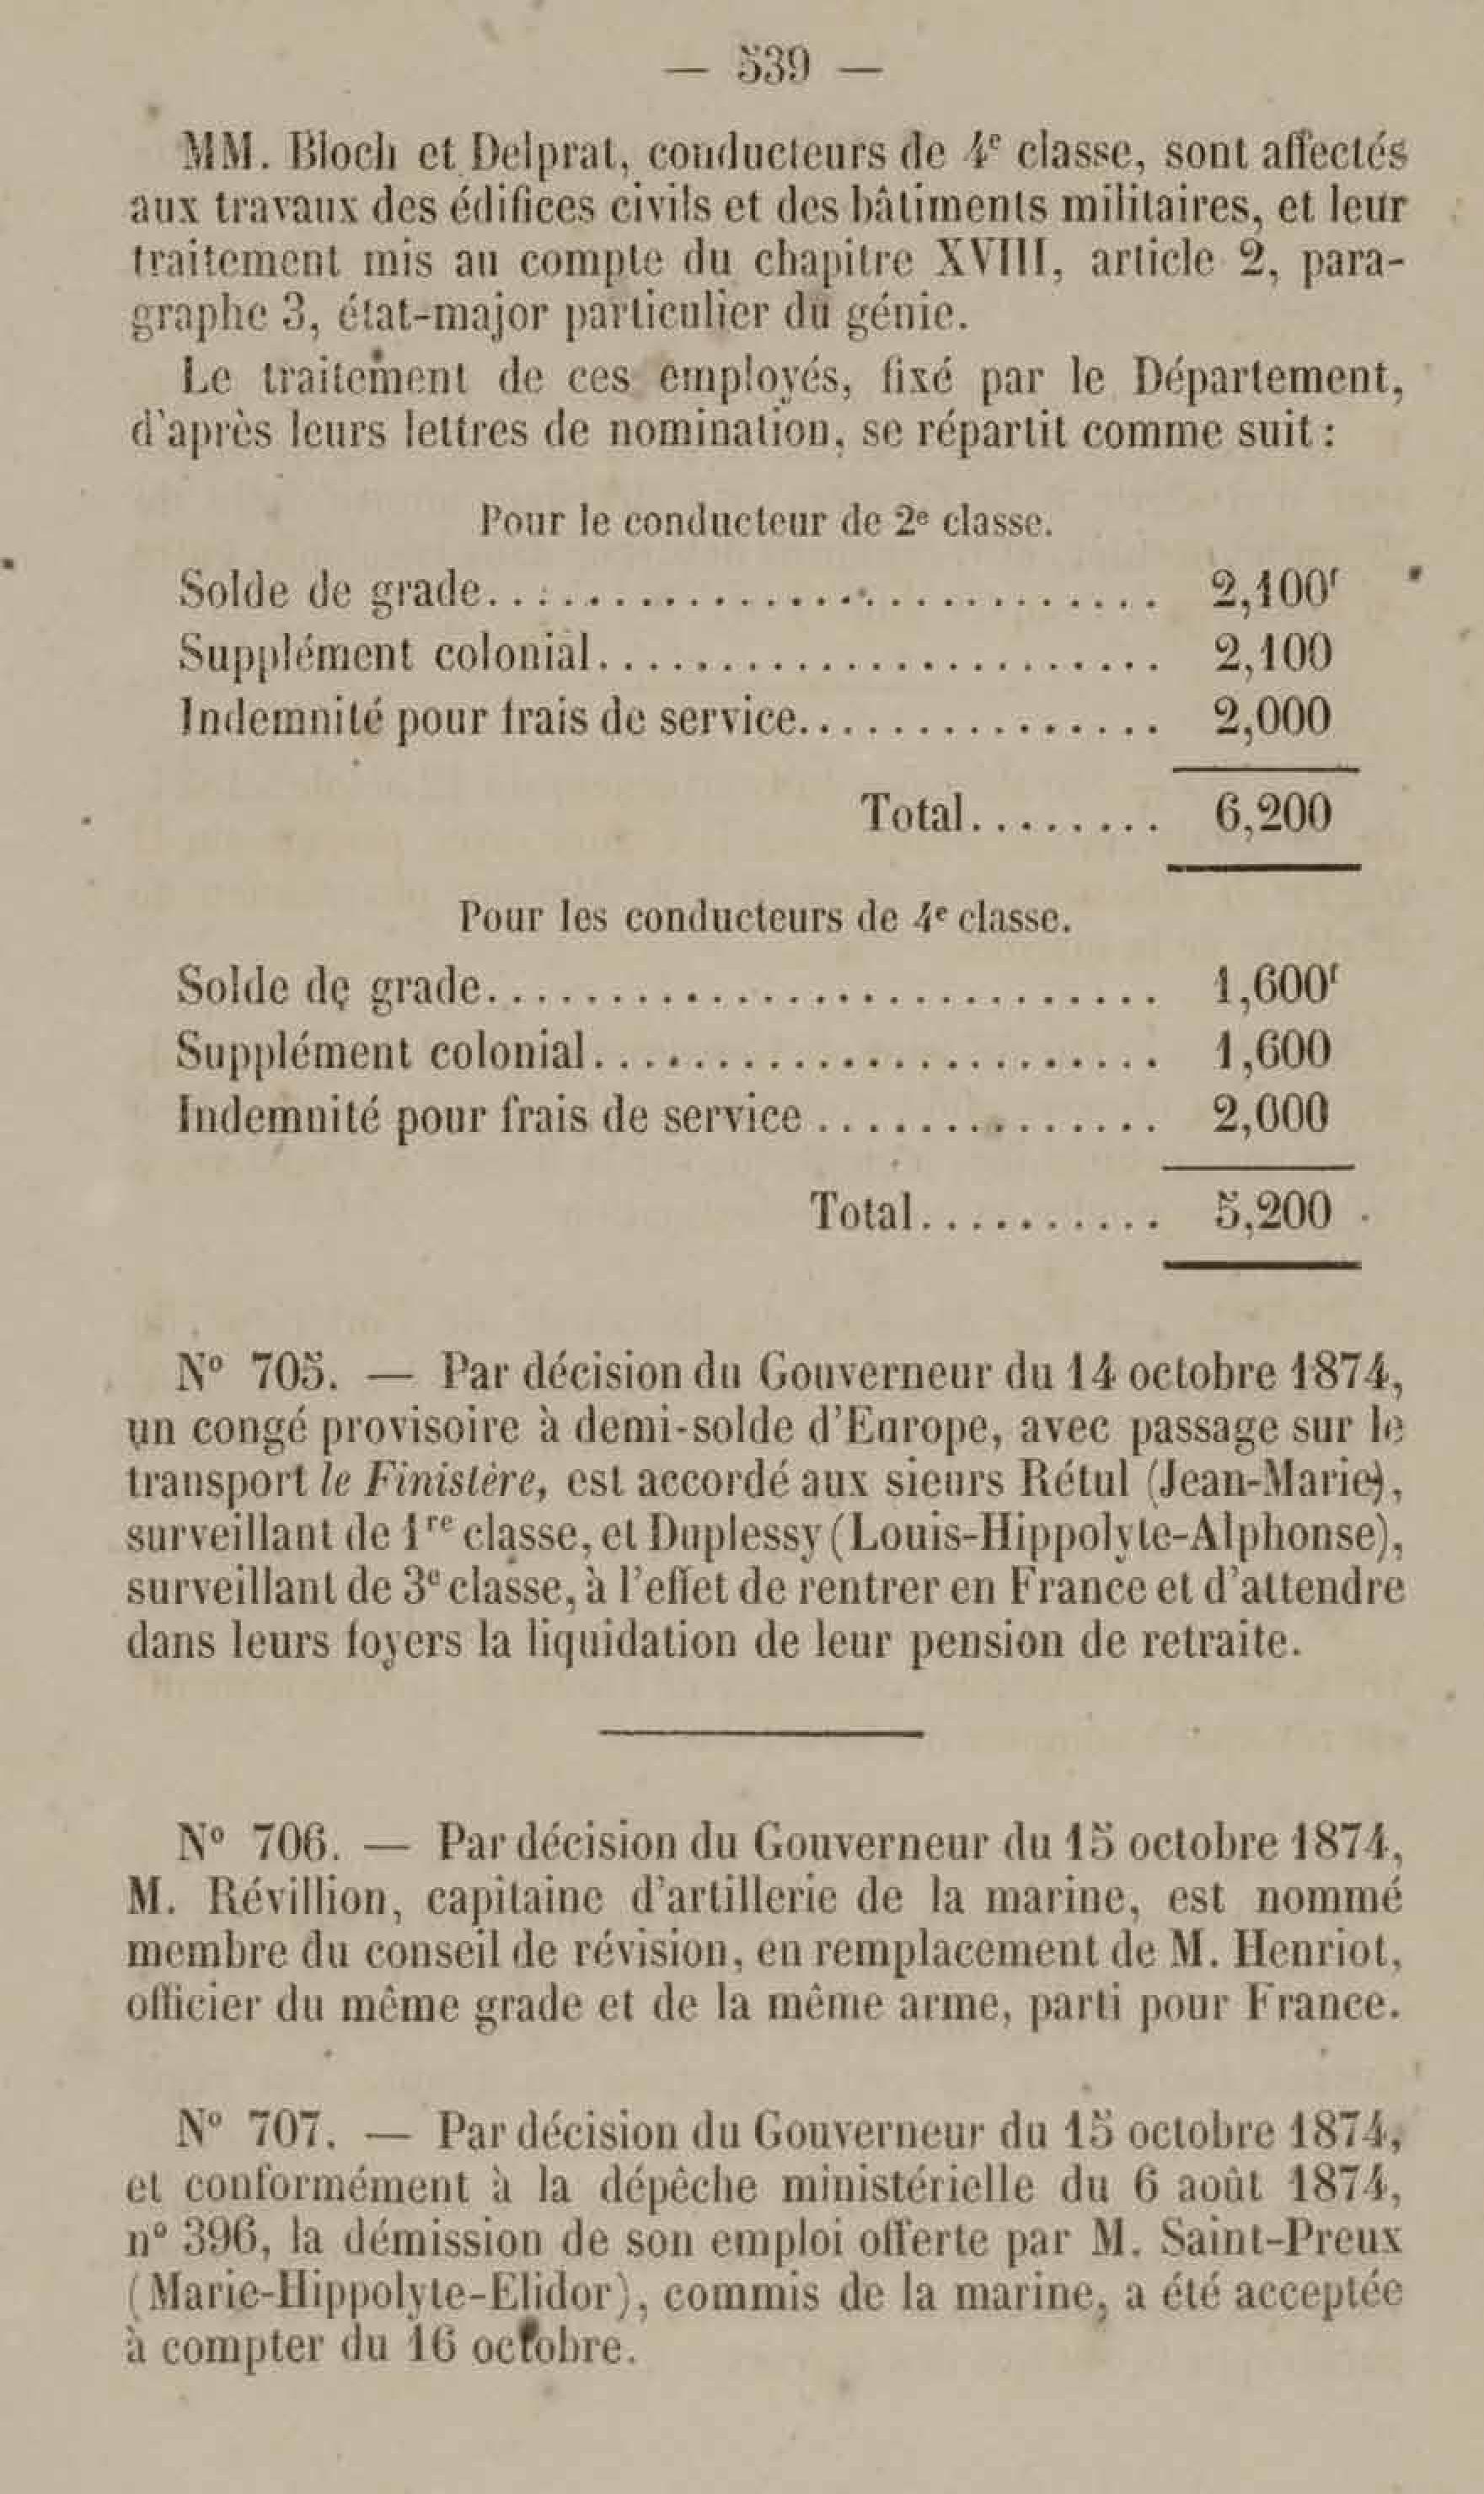 — 539 —
MM. Bloch et Delprat, conducteurs de 4e classe, sont affectés
aux travaux des édifices civils et des bâtiments militaires, et leur
traitement mis au compte du chapitre XVIII, article 2, para-
graphe 3, état-major particulier du génie.
Le traitement de ces employés, fixé par le Département,
d'après leurs lettres de nomination, se répartit comme suit :
Pour le conducteur de 2e classe.
Solde de grade........................... 2,100f
Supplément colonial....................... 2,100
Indemnité pour frais de service............... 2,000
Total........ 6,200
Pour les conducteurs de 4e classe.
Solde de grade........................... 1,600f
Supplément colonial....................... 1,600
Indemnité pour frais de service.............. 2,000
Total.......... 5,200
N° 705. — Par décision du Gouverneur du 14 octobre 1874,
un congé provisoire à demi-solde d'Europe, avec passage sur le
transport le Finistère, est accordé aux sieurs Rétul (Jean-Marie),
surveillant de 1re classe, et Duplessy (Louis-Hippolyte-Alphonse),
surveillant de 3e classe, à l'effet de rentrer en France et d'attendre
dans leurs foyers la liquidation de leur pension de retraite.
N° 706. — Par décision du Gouverneur du 15 octobre 1874,
M. Révillion, capitaine d'artillerie de la marine, est nommé
membre du conseil de révision, en remplacement de M. Henriot,
officier du même grade et de la même arme, parti pour France.
N° 707. — Par décision du Gouverneur du 15 octobre 1874,
et conformément à la dépêche ministérielle du 6 août 1874,
n° 396, la démission de son emploi offerte par M. Saint-Preux
(Marie-Hippolyte-Elidor), commis de la marine, a été acceptée
à compter du 16 octobre.